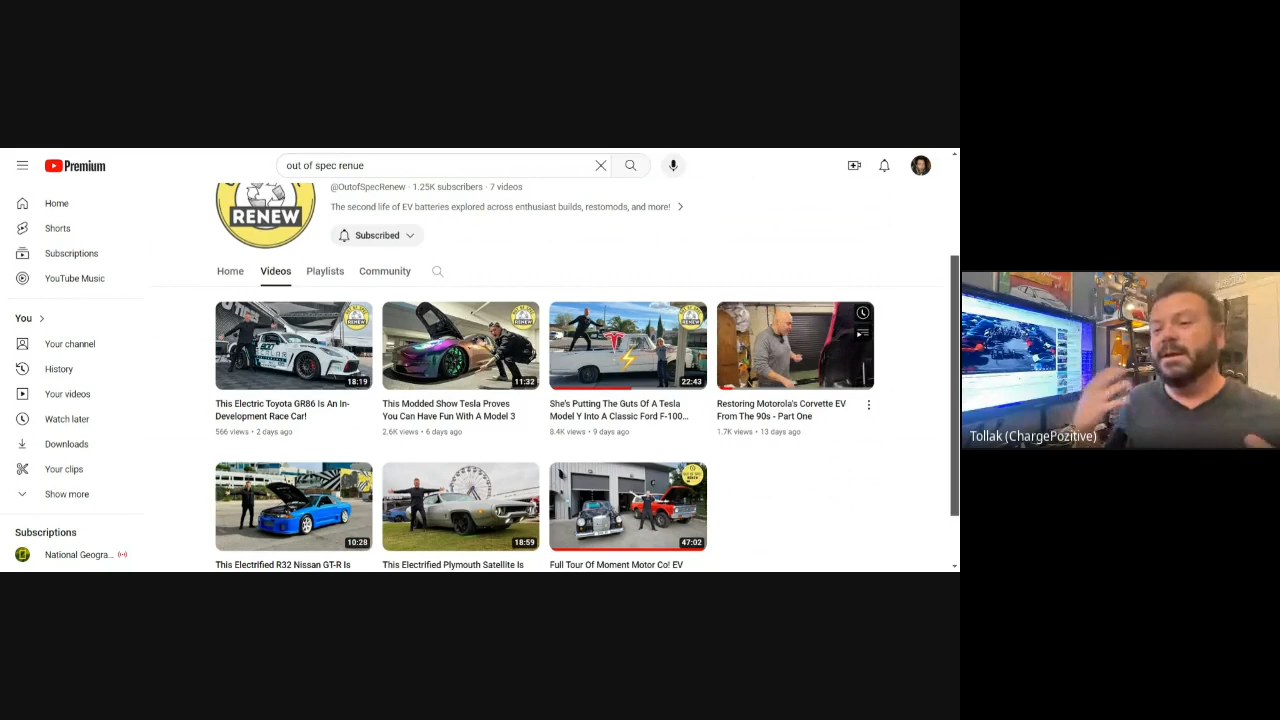 Premium
out of spec renue
RENEW
@OutofSpecRenew · 1.25K subscribers · 7 videos
The second life of EV batteries explored across enthusiast builds, restomods, and more!
Subscribed
Home
Shorts
Subscriptions
YouTube Music
You
Your channel
History
Your videos
Watch later
Downloads
Your clips
Show more
Subscriptions
National Geogra...
Home
Videos
Playlists
Community
RENEW
18:19
This Electric Toyota GR86 Is An In-
Development Race Car!
566 views • 2 days ago
RENEW
11:32
This Modded Show Tesla Proves
You Can Have Fun With A Model 3
2.6K views • 6 days ago
RENEW
22:43
She's Putting The Guts Of A Tesla
Model Y Into A Classic Ford F-100...
8.4K views • 9 days ago
Restoring Motorola's Corvette EV
From The 90s - Part One
1.7K views • 13 days ago
10:28
This Electrified R32 Nissan GT-R Is
18:59
This Electrified Plymouth Satellite Is
47:02
Full Tour Of Moment Motor Co! EV
Tollak (ChargePozitive)